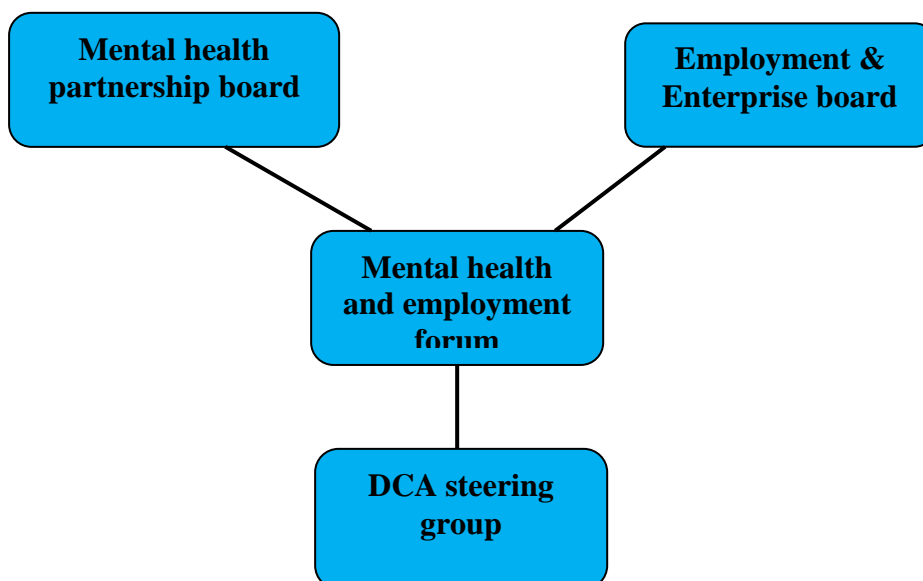 Mental health
partnership board
Employment &
Enterprise board
Mental health
and employment
forum
DCA steering
group